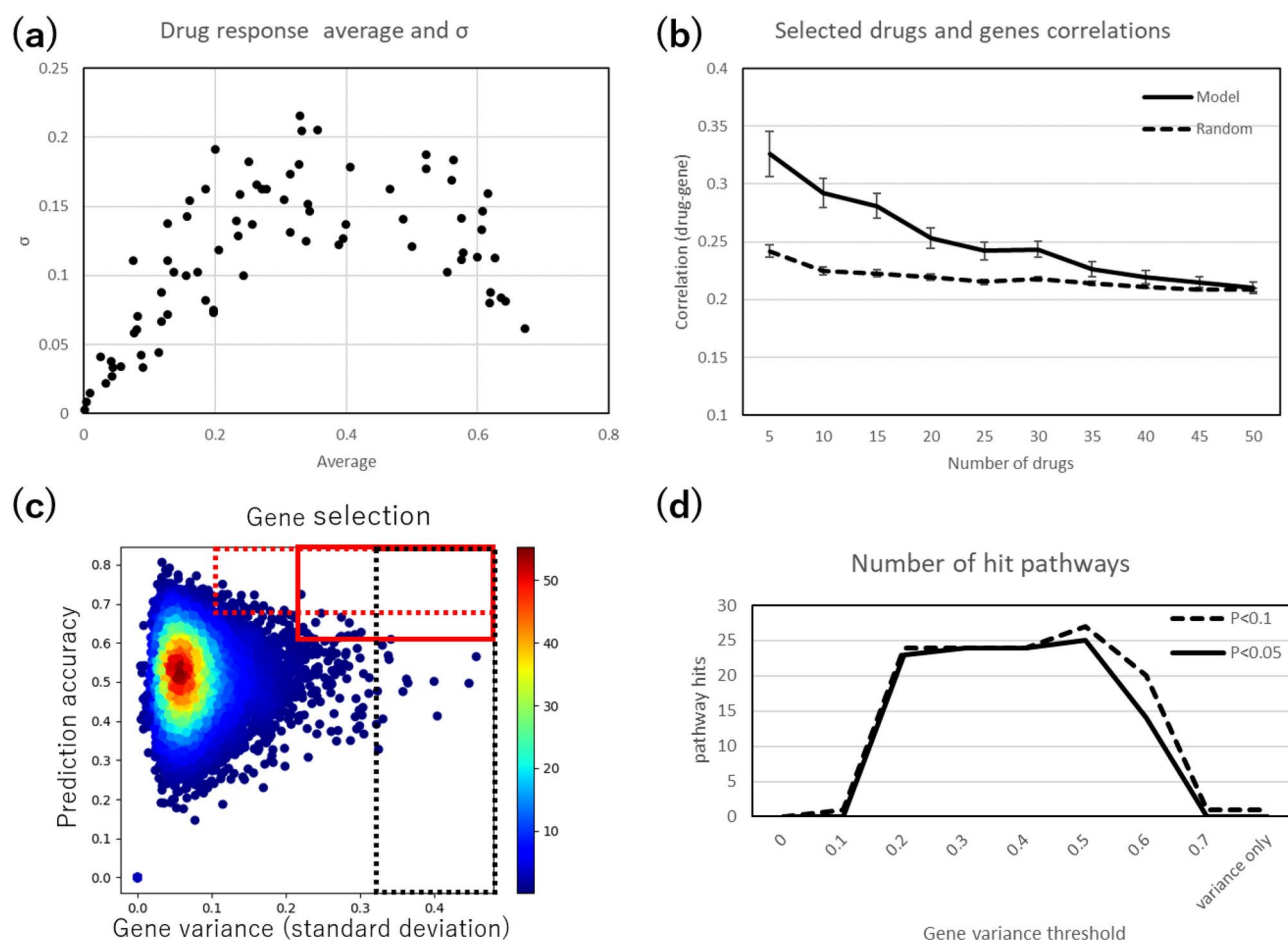 (a)
Drug response average and σ
0.25
0.2
0.15
0.1
0.05
0
σ
0
0.2
0.4
0.6
0.8
Average
(b)
Selected drugs and genes correlations
0.4
0.35
0.3
0.25
0.2
0.15
0.1
Correlation (drug-gene)
Model
Random
5
10
15
20
25
30
35
40
45
50
Number of drugs
(c)
Gene selection
0.8
0.7
0.6
0.5
0.4
0.3
0.2
0.1
0.0
Prediction accuracy
50
40
30
20
10
0.0
0.1
0.2
0.3
0.4
Gene variance (standard deviation)
(d)
Number of hit pathways
30
25
20
15
10
5
0
pathway hits
P<0.1
P<0.05
0
0.1
0.2
0.3
0.4
0.5
0.6
0.7
variance only
Gene variance threshold